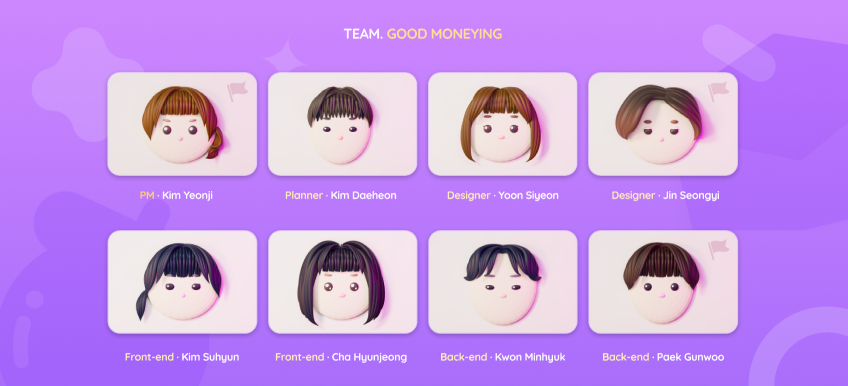 TEAM. GOOD MONEYING
PM · Kim Yeonji
Planner · Kim Daeheon
Designer · Yoon Siyeon
Designer · Jin Seongyi
Front-end · Kim Suhyun
Front-end · Cha Hyunjeong
Back-end · Kwon Minhyuk
Back-end · Paek Gunwoo